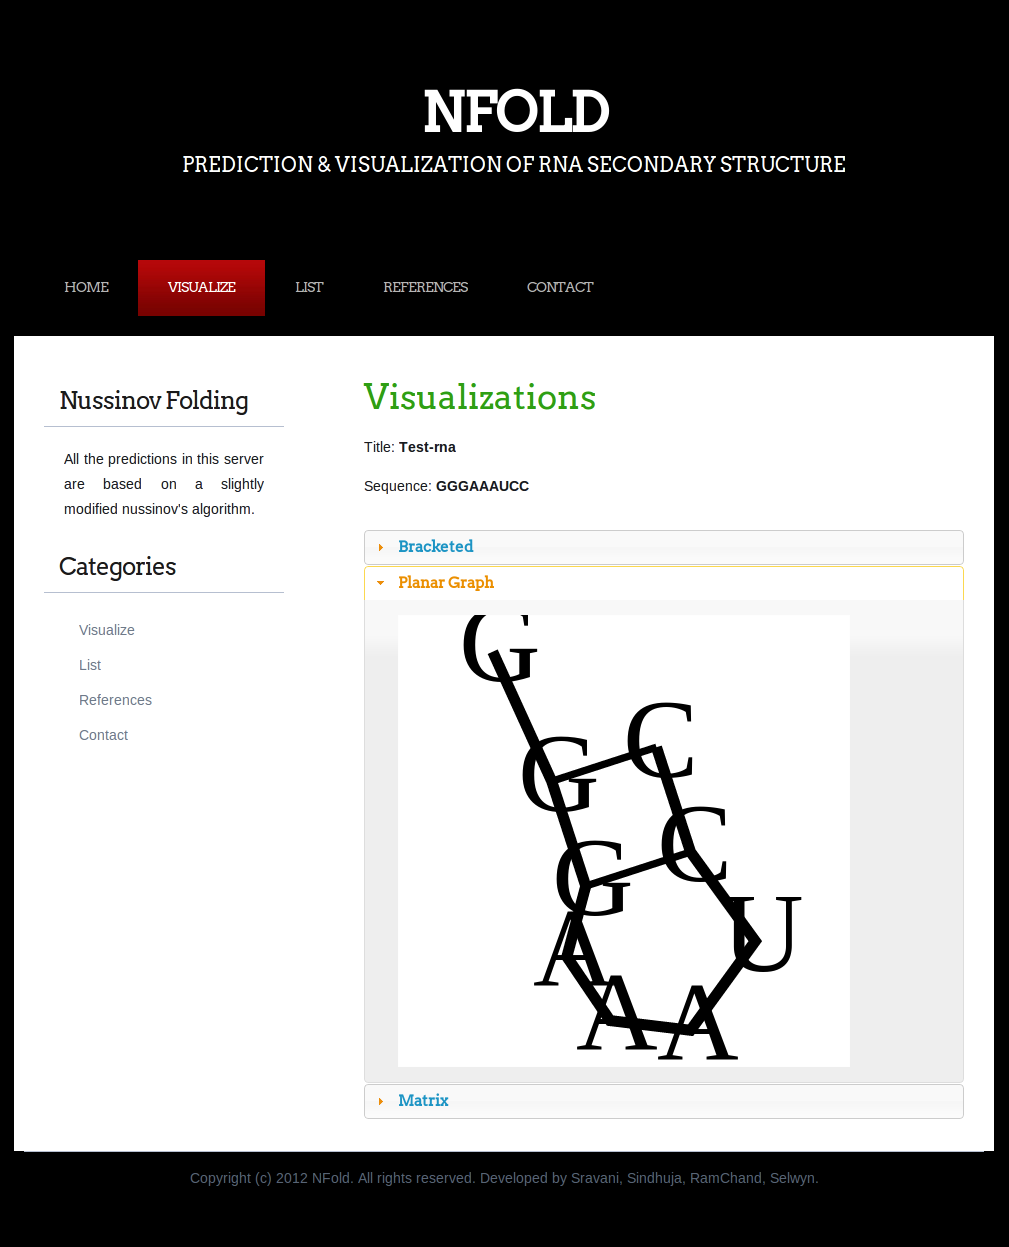 NFOLD
PREDICTION & VISUALIZATION OF RNA SECONDARY STRUCTURE
HOME VISUALIZE LIST REFERENCES CONTACT
Nussinov Folding
All the predictions in this server
are based on a slightly
modified nussinov's algorithm.
Categories
Visualize
List
References
Contact
Visualizations
Title: Test-rna
Sequence: GGGAAAUCC
Bracketed
Planar Graph
G
C
G
C
G
U
A
A
A
Matrix
Copyright (c) 2012 NFold. All rights reserved. Developed by Sravani, Sindhuja, RamChand, Selwyn.